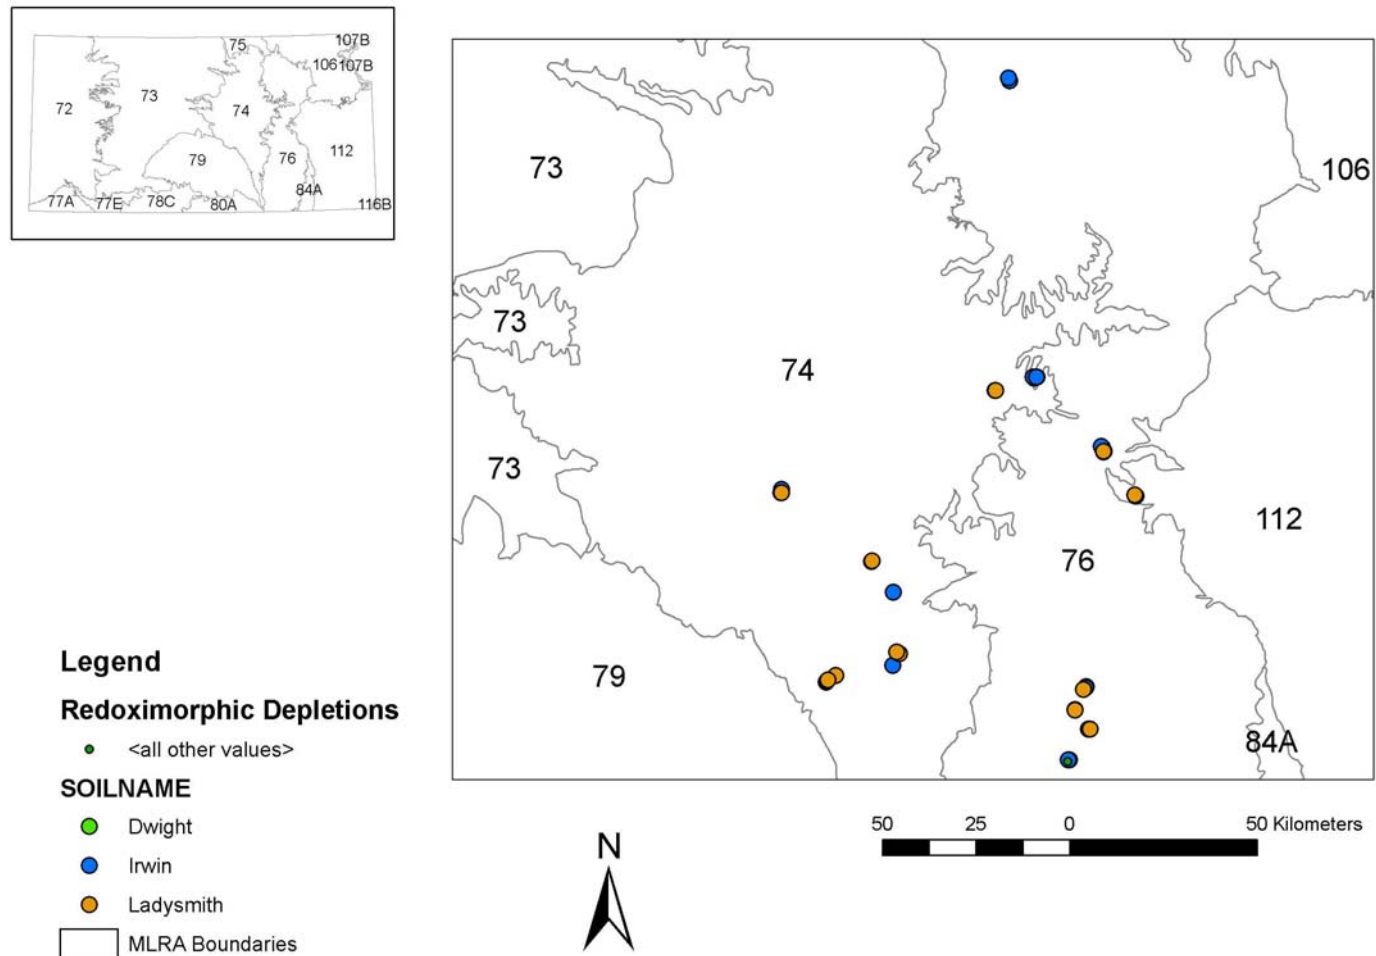 75
107B
106
107B
72
73
74
79
76
112
84A
77A
77E
78C
80A
116B
73
106
73
74
73
112
76
79
84A
Legend
Redoximorphic Depletions
<all other values>
SOILNAME
Dwight
Irwin
Ladysmith
MLRA Boundaries
N
50 25 0 50 Kilometers